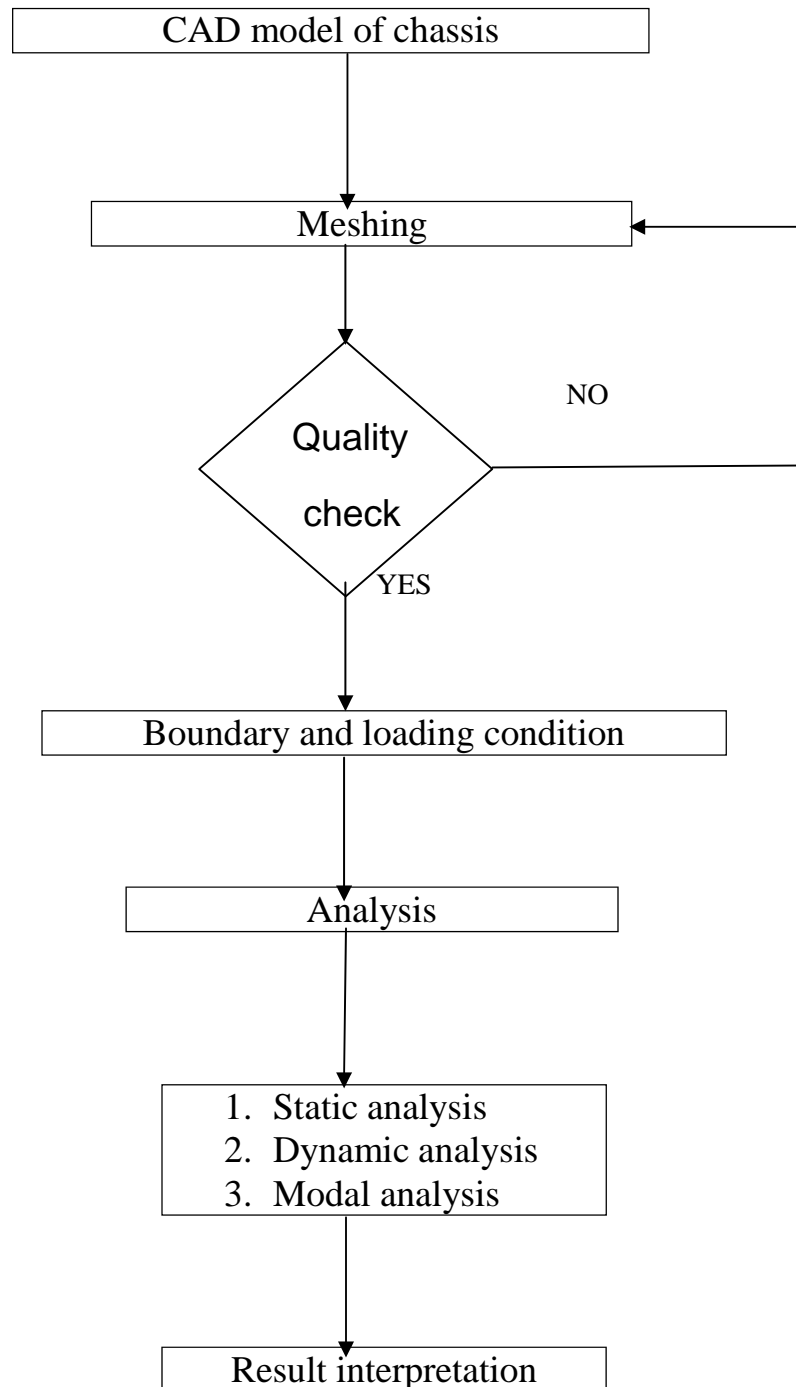 CAD model of chassis
Meshing
NO
Quality
check
YES
Boundary and loading condition
Analysis
1. Static analysis
2. Dynamic analysis
3. Modal analysis
Result interpretation